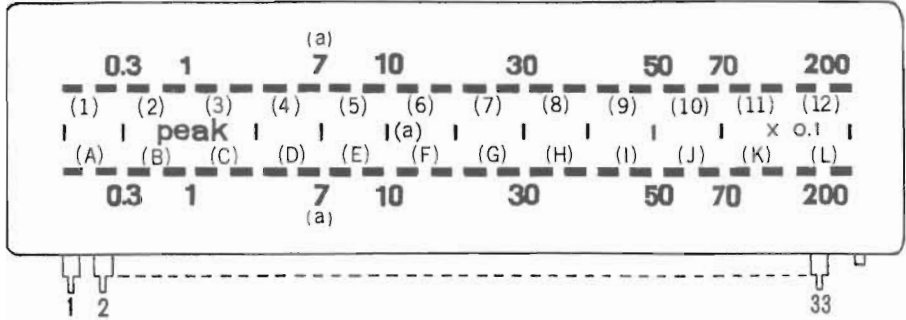 (a)
0.3 1 7 10 30 50 70 200
(1) (2) (3) (4) (5) (6) (7) (8) (9) (10) (11) (12)
peak (a) x 0.1
(A) (B) (C) (D) (E) (F) (G) (H) (I) (J) (K) (L)
0.3 1 7 10 30 50 70 200
(a)
1 2 33